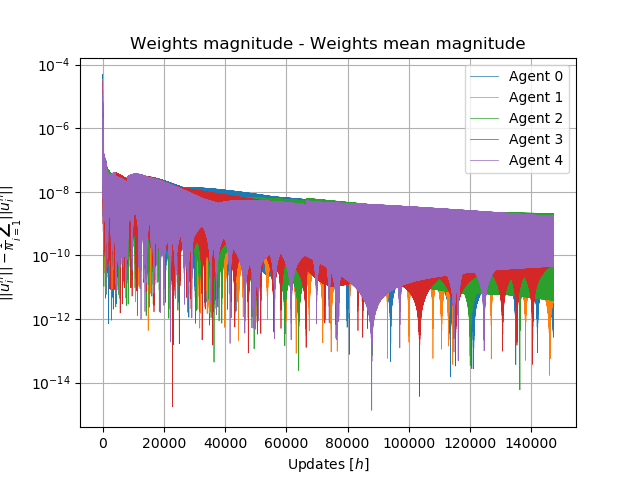 Weights magnitude - Weights mean magnitude
10⁻⁴
10⁻⁶
10⁻⁸
10⁻¹⁰
10⁻¹²
10⁻¹⁴
Agent 0
Agent 1
Agent 2
Agent 3
Agent 4
0
20000
40000
60000
80000
100000
120000
140000
Updates [h]